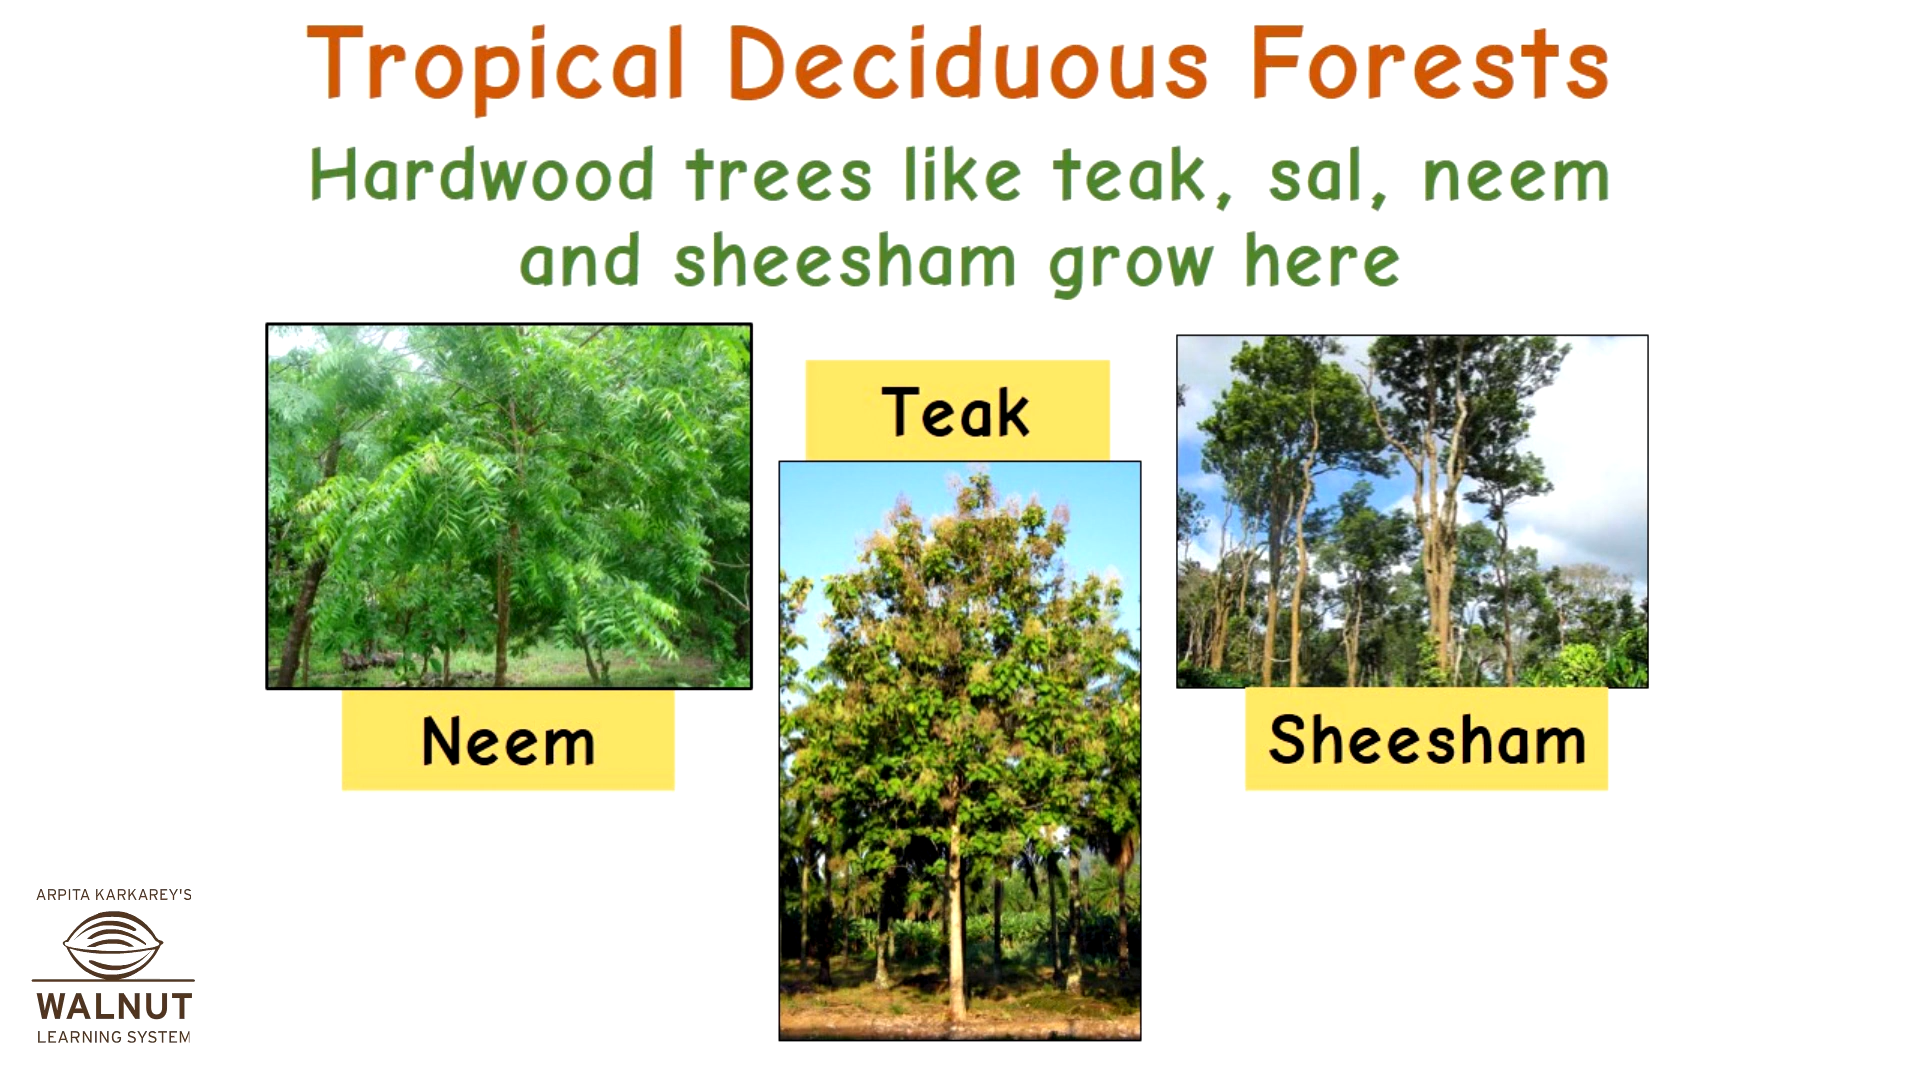 Tropical Deciduous Forests
Hardwood trees like teak, sal, neem
and sheesham grow here
Teak
Neem
Sheesham
ARPITA KARKAREY'S
WALNUT
LEARNING SYSTEM